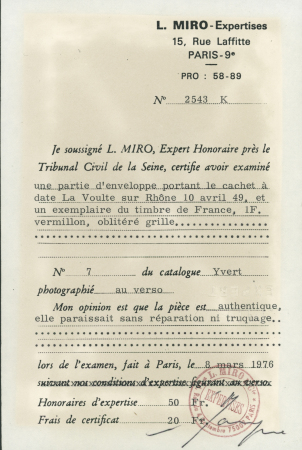 L. MIRO-Expertises
15, Rue Laffitte
PARIS-9e
PRO : 58-89
No 2543 K
Je soussigné L. MIRO, Expert Honoraire près le
Tribunal Civil de la Seine, certifie avoir examiné
une partie d'enveloppe portant le cachet à
date La Voulte sur Rhône 10 avril 49, et
un exemplaire du timbre de France, 1F.
vermillon, oblitéré grille.
No 7 du catalogue Yvert
photographié au verso
Mon opinion est que la pièce est authentique,
elle paraissait sans réparation ni truquage.
lors de l'examen, fait à Paris, le 8 mars 1976
suivant nos conditions d'expertise figurant au verso.
Honoraires d'expertise 50 Fr.
Frais de certificat 20 Fr.
MIRO
EXPERTISES